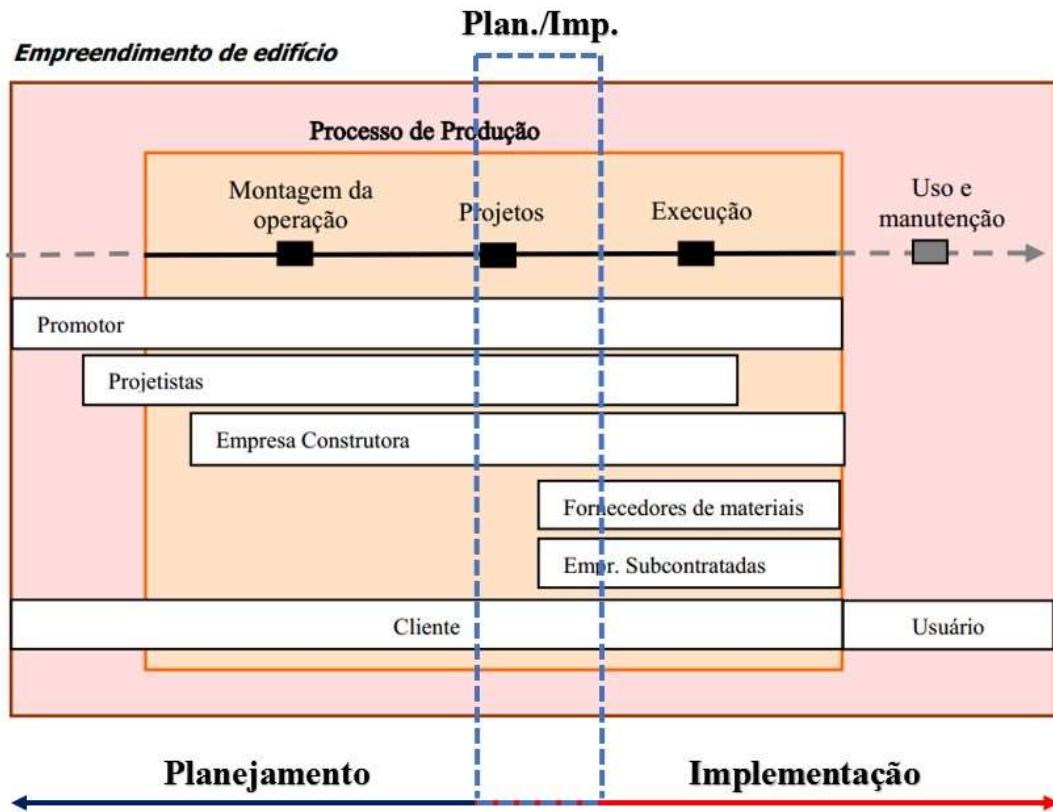 Plan./Imp.
Empreendimento de edifício
Processo de Produção
Montagem da
operação
Projetos
Execução
Uso e
manutenção
Promotor
Projetistas
Empresa Construtora
Fornecedores de materiais
Empr. Subcontratadas
Cliente
Usuário
Planejamento
Implementação